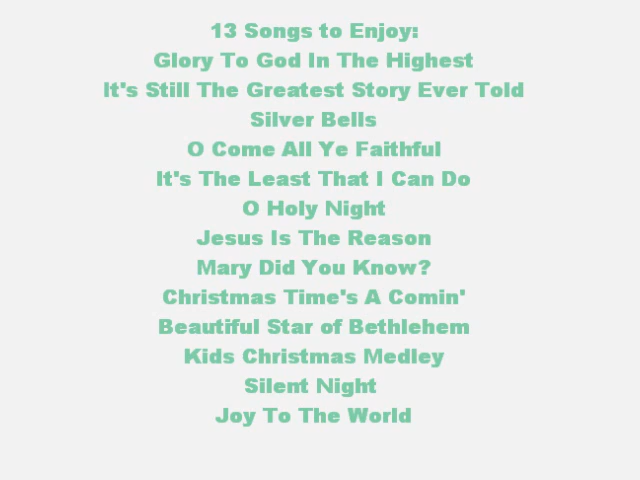 13 Songs to Enjoy:
Glory To God In The Highest
It's Still The Greatest Story Ever Told
Silver Bells
O Come All Ye Faithful
It's The Least That I Can Do
O Holy Night
Jesus Is The Reason
Mary Did You Know?
Christmas Time's A Comin'
Beautiful Star of Bethlehem
Kids Christmas Medley
Silent Night
Joy To The World